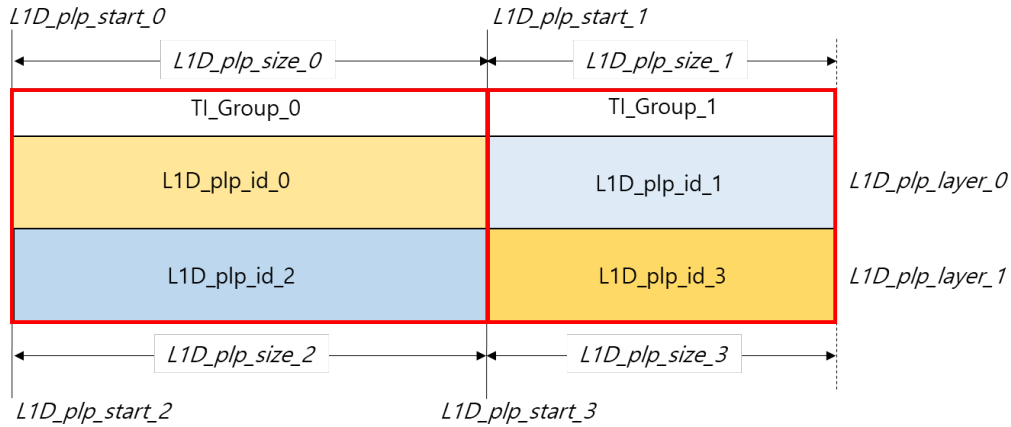 L1D_plp_start_0 L1D_plp_start_1
L1D_plp_size_0 L1D_plp_size_1
TI_Group_0 TI_Group_1
L1D_plp_id_0 L1D_plp_id_1 L1D_plp_layer_0
L1D_plp_id_2 L1D_plp_id_3 L1D_plp_layer_1
L1D_plp_size_2 L1D_plp_size_3
L1D_plp_start_2 L1D_plp_start_3